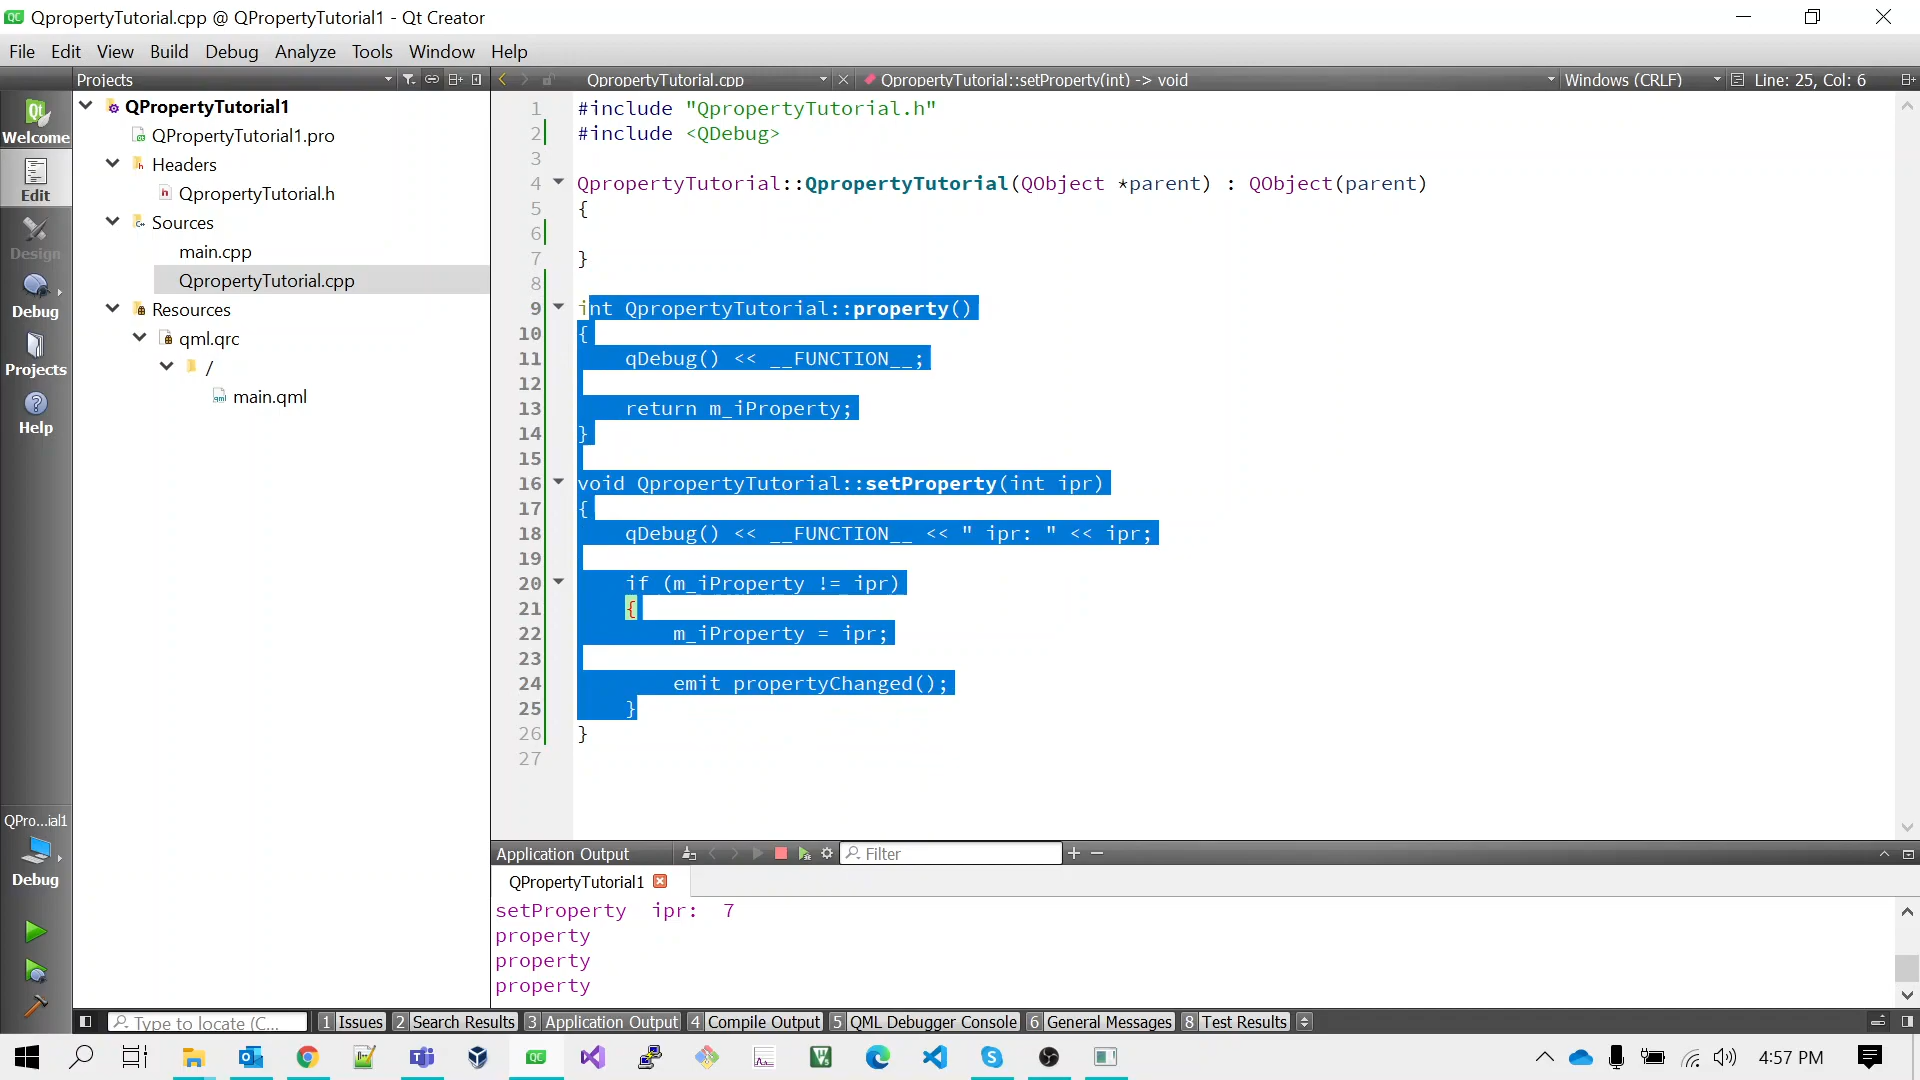 QpropertyTutorial.cpp @ QPropertyTutorial1 - Qt Creator
File Edit View Build Debug Analyze Tools Window Help
Projects QpropertyTutorial.cpp QpropertyTutorial::setProperty(int) -> void Windows (CRLF) Line: 25, Col: 6
Welcome
Edit
Design
Debug
Projects
Help
QPropertyTutorial1
QPropertyTutorial1.pro
Headers
QpropertyTutorial.h
Sources
main.cpp
QpropertyTutorial.cpp
Resources
qml.qrc
/
main.qml
1 #include "QpropertyTutorial.h"
2 #include <QDebug>
3
4 QpropertyTutorial::QpropertyTutorial(QObject *parent) : QObject(parent)
5 {
6
7 }
8
9 int QpropertyTutorial::property()
10 {
11 qDebug() << __FUNCTION__;
12
13 return m_iProperty;
14 }
15
16 void QpropertyTutorial::setProperty(int ipr)
17 {
18 qDebug() << __FUNCTION__ << " ipr: " << ipr;
19
20 if (m_iProperty != ipr)
21 {
22 m_iProperty = ipr;
23
24 emit propertyChanged();
25 }
26 }
27
QPro...ial1
Debug
Application Output Filter
QPropertyTutorial1
setProperty ipr: 7
property
property
property
Type to locate (C... 1 Issues 2 Search Results 3 Application Output 4 Compile Output 5 QML Debugger Console 6 General Messages 8 Test Results
4:57 PM